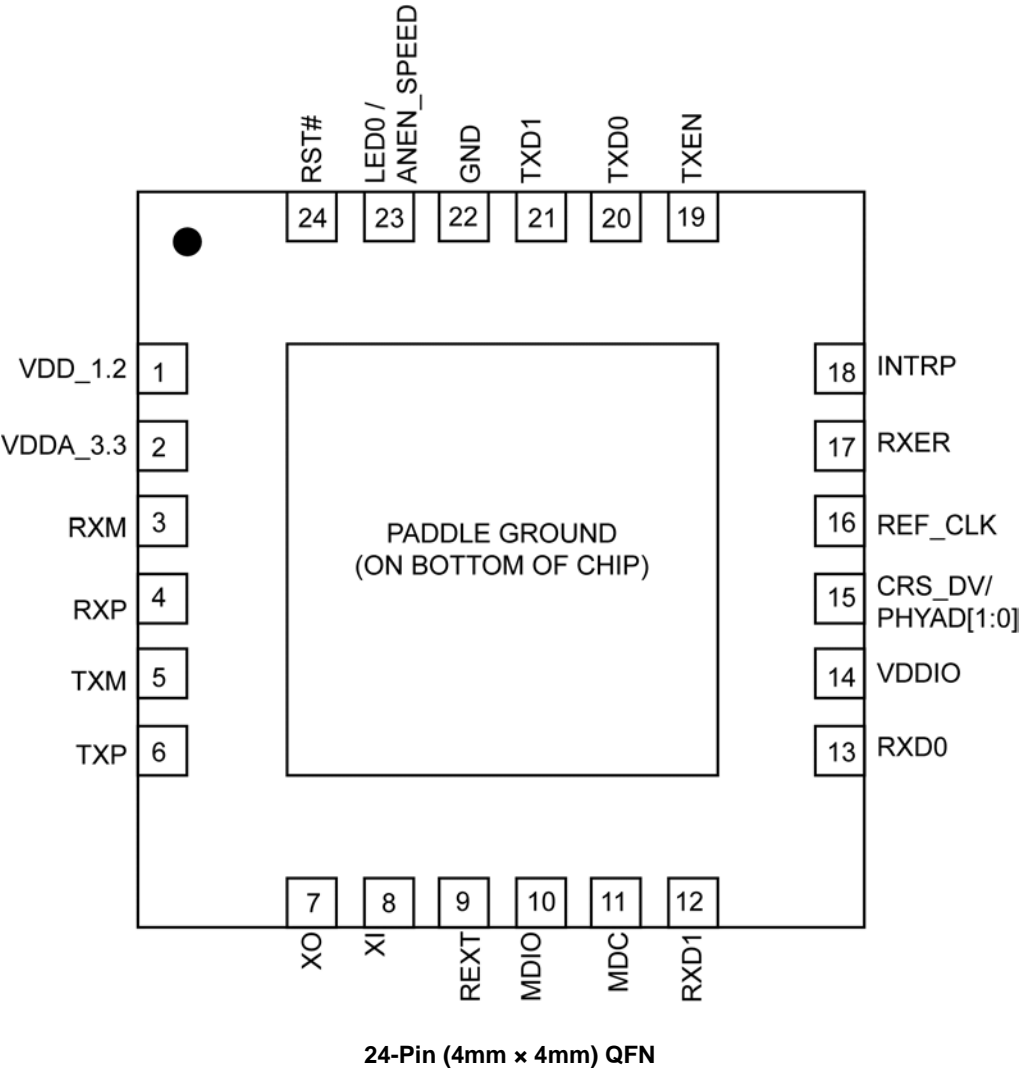 RST#
LED0 /
ANEN_SPEED
GND
TXD1
TXD0
TXEN
24
23
22
21
20
19
VDD_1.2
1
VDDA_3.3
2
RXM
3
RXP
4
TXM
5
TXP
6
PADDLE GROUND
(ON BOTTOM OF CHIP)
18
INTRP
17
RXER
16
REF_CLK
15
CRS_DV/
PHYAD[1:0]
14
VDDIO
13
RXD0
7
8
9
10
11
12
XO
XI
REXT
MDIO
MDC
RXD1
24-Pin (4mm × 4mm) QFN